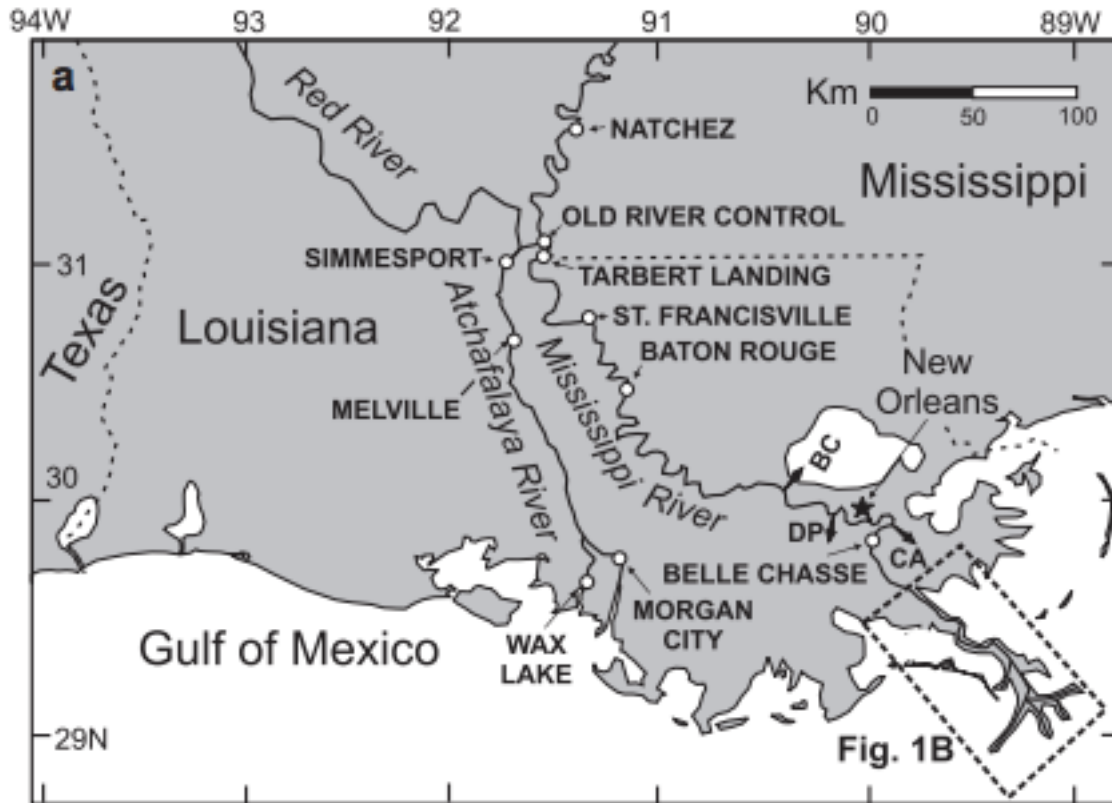 94W 93 92 91 90 89W
a
Red River
Km
0 50 100
NATCHEZ
Mississippi
OLD RIVER CONTROL
31
SIMMESPORT
TARBERT LANDING
Texas
Louisiana
Atchafalaya River
ST. FRANCISVILLE
Mississippi River
BATON ROUGE
New
Orleans
MELVILLE
BC
30
DP
CA
BELLE CHASSE
MORGAN
CITY
Gulf of Mexico
WAX
LAKE
29N
Fig. 1B